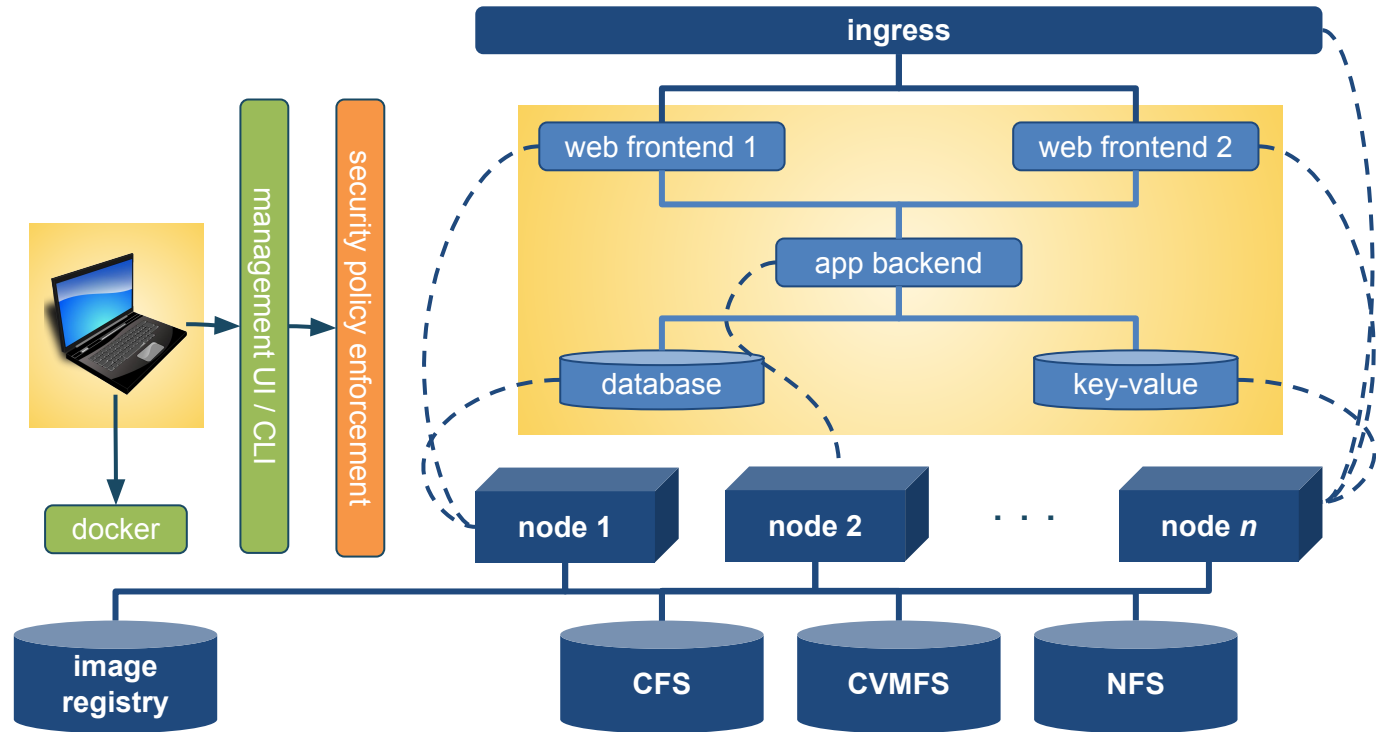 ingress
web frontend 1
web frontend 2
management UI / CLI
security policy enforcement
app backend
database
key-value
docker
node 1
node 2
. . .
node n
image
registry
CFS
CVMFS
NFS